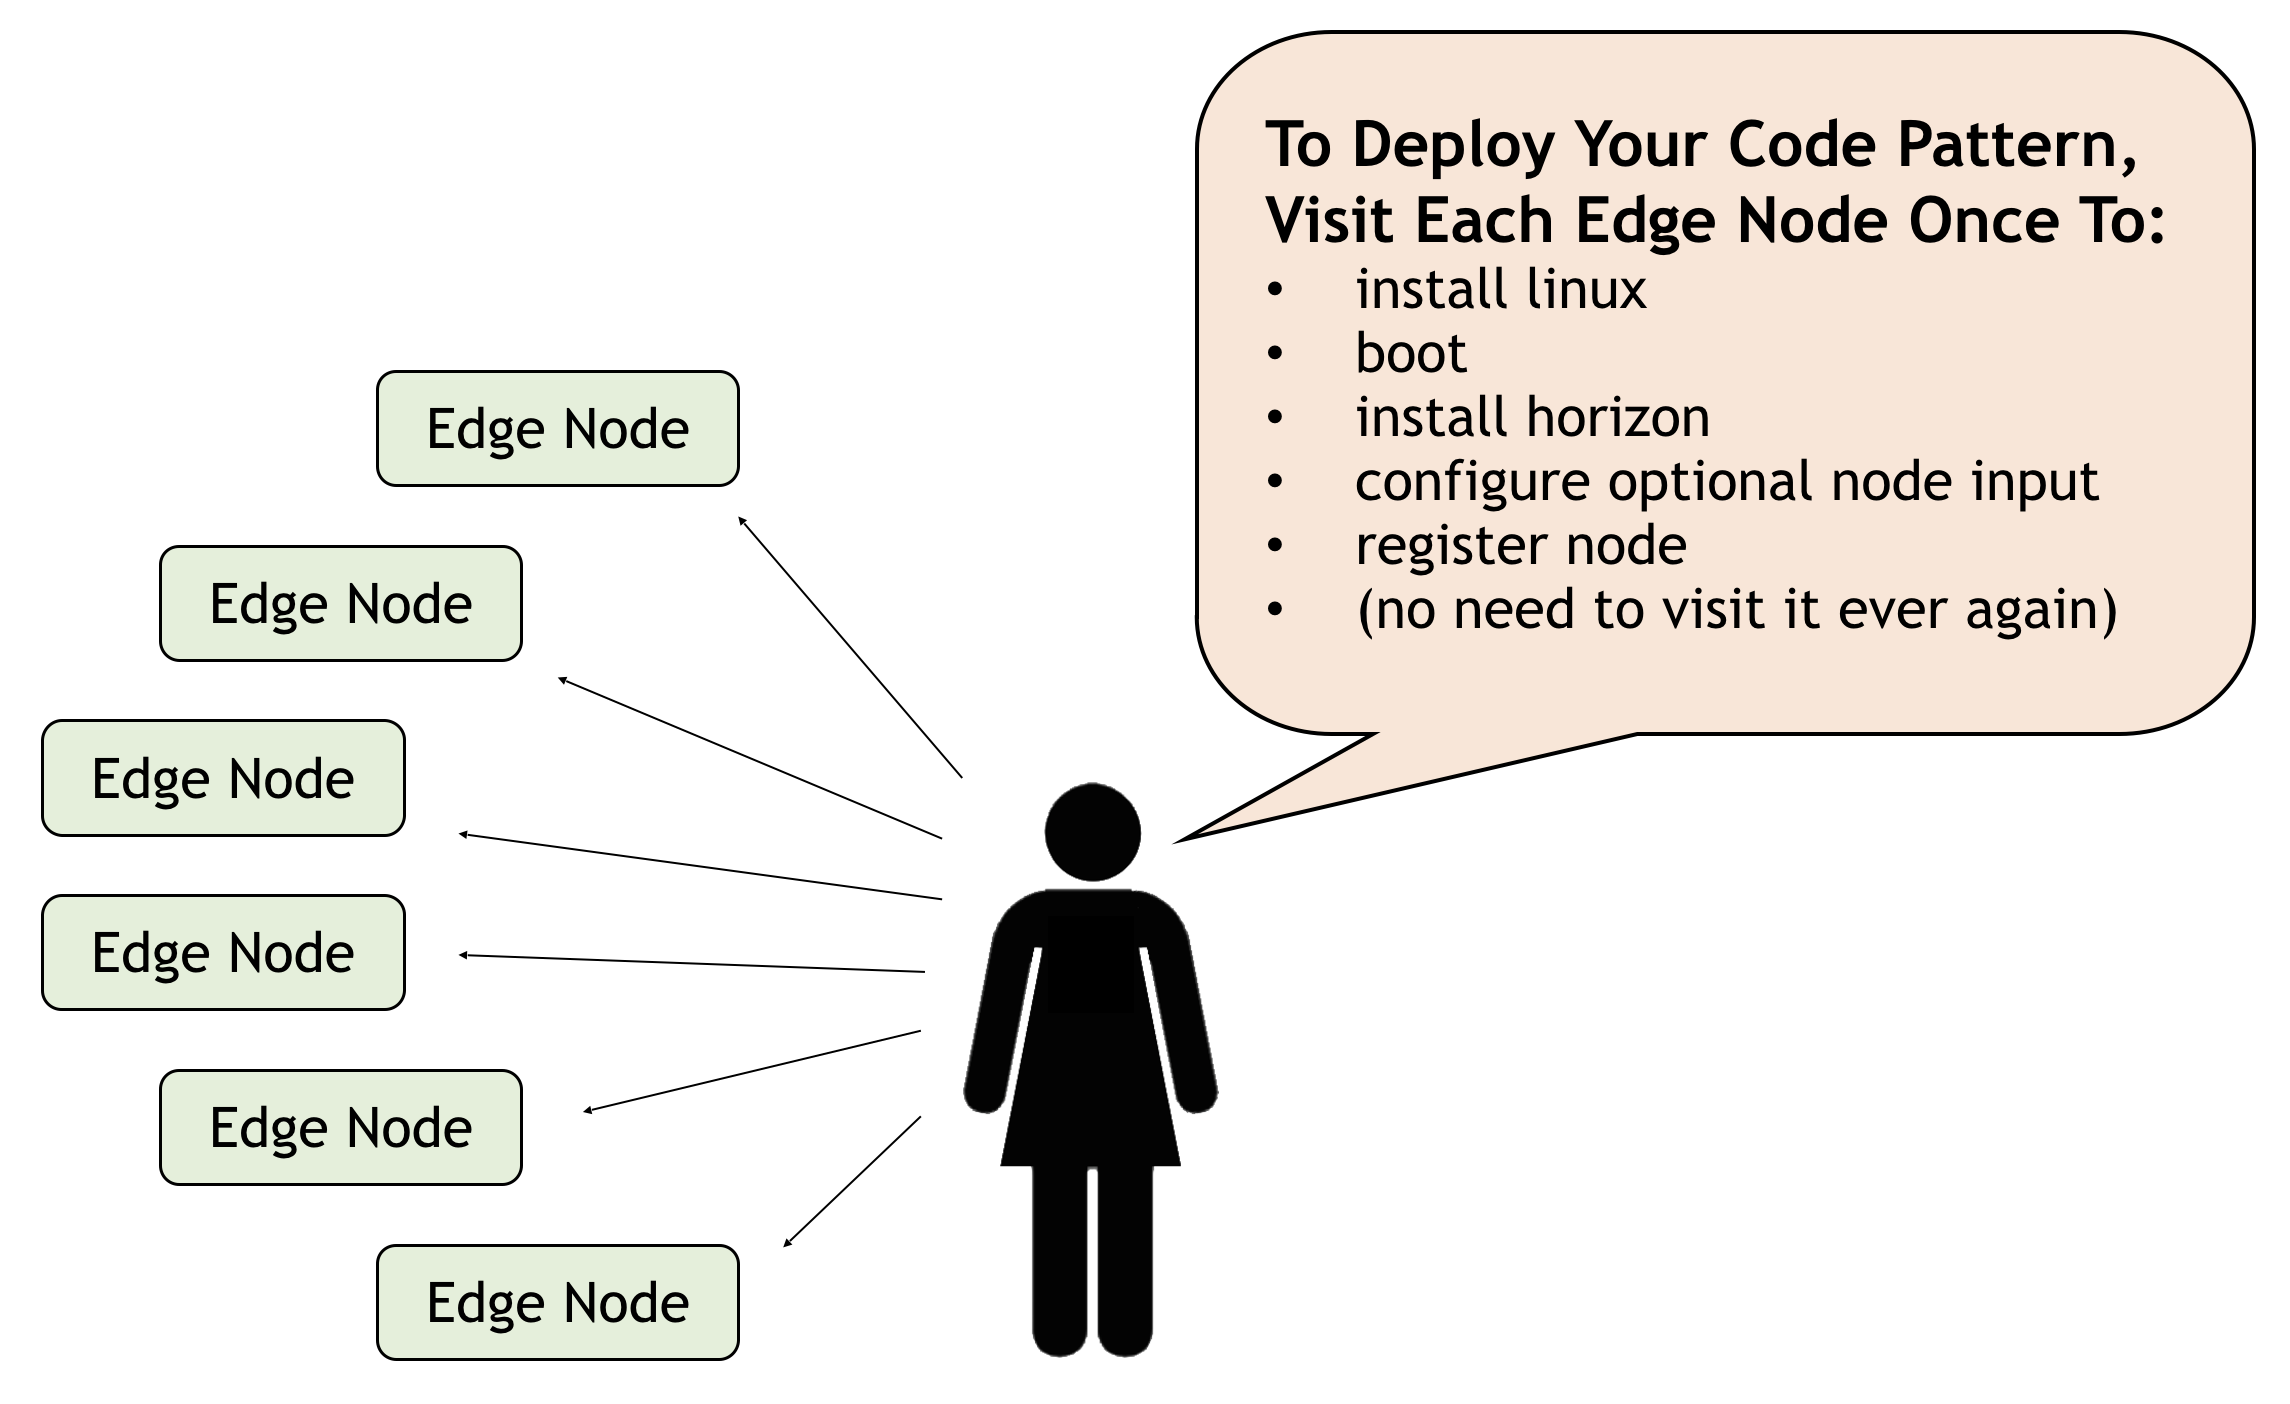 To Deploy Your Code Pattern,
Visit Each Edge Node Once To:
• install linux
• boot
• install horizon
• configure optional node input
• register node
• (no need to visit it ever again)
Edge Node
Edge Node
Edge Node
Edge Node
Edge Node
Edge Node